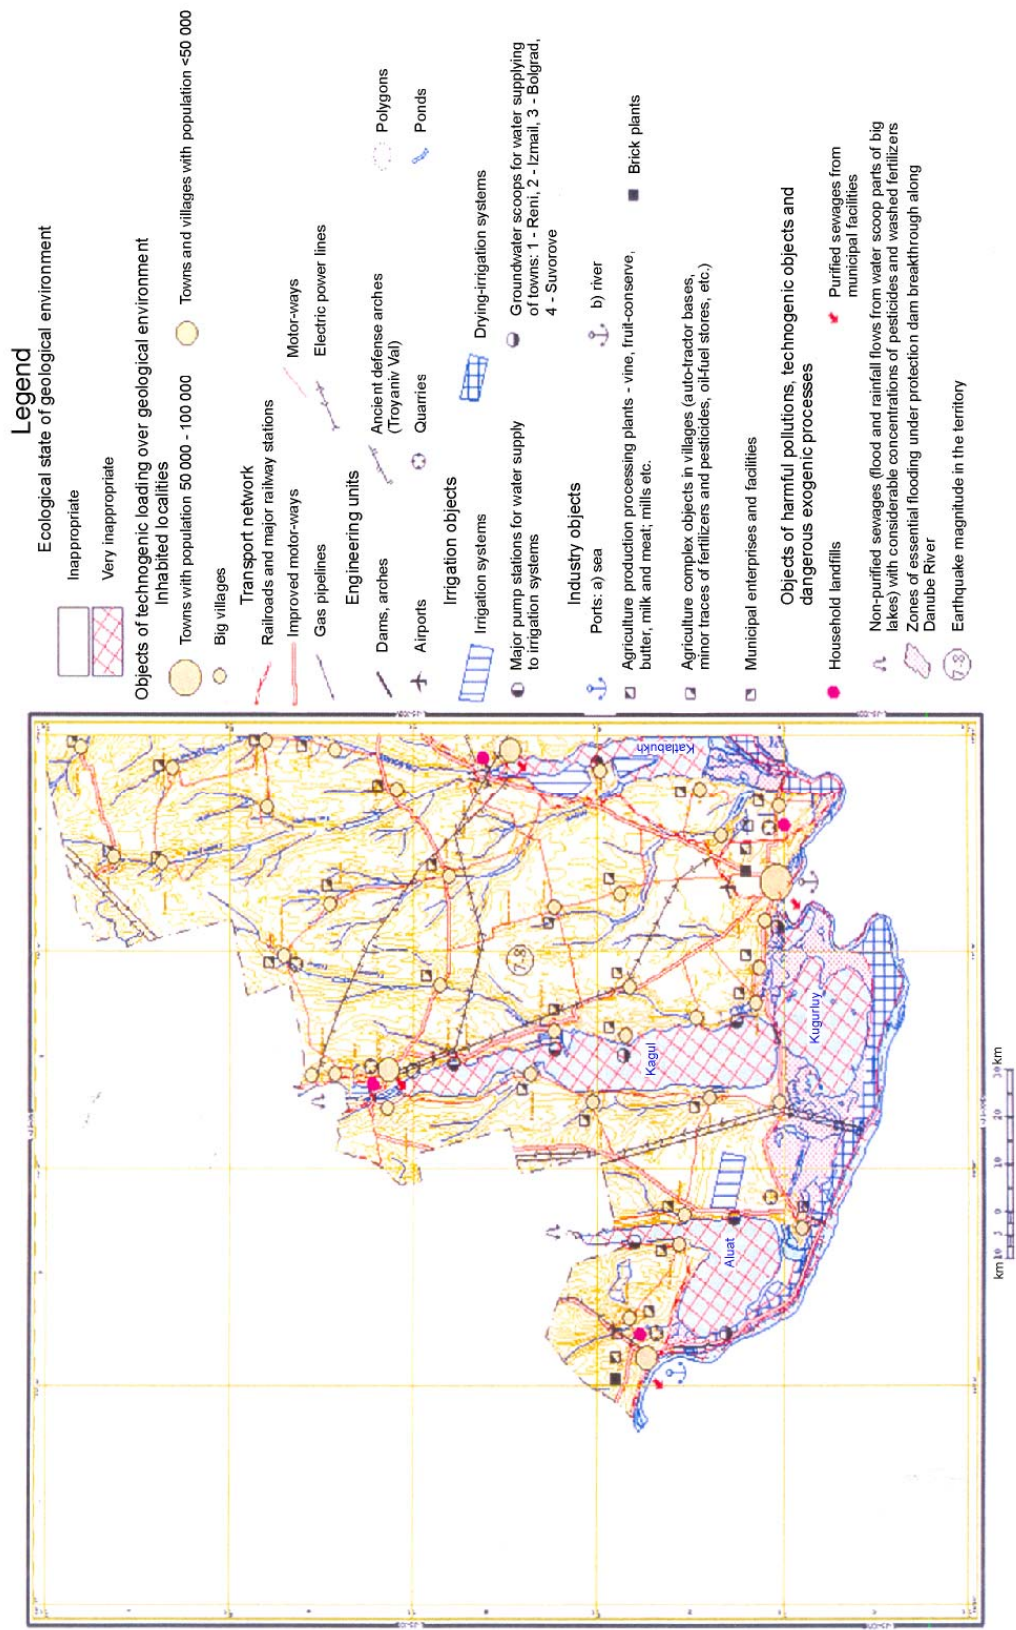 Legend
Ecological state of geological environment
Inappropriate
Very inappropriate
Objects of technogenic loading over geological environment
Inhabited localities
Towns with population 50 000 - 100 000
Towns and villages with population <50 000
Big villages
Transport network
Railroads and major railway stations
Improved motor-ways
Motor-ways
Gas pipelines
Electric power lines
Engineering units
Dams, arches
Ancient defense arches
(Troyaniv Val)
Polygons
Airports
Quarries
Ponds
Irrigation objects
Irrigation systems
Drying-irrigation systems
Major pump stations for water supply
to irrigation systems
Groundwater scoops for water supplying
of towns: 1 - Reni, 2 - Izmail, 3 - Bolgrad,
4 - Suvorove
Industry objects
Ports: a) sea
b) river
Agriculture production processing plants - vine, fruit-conserve,
butter, milk and meat; mills etc.
Brick plants
Agriculture complex objects in villages (auto-tractor bases,
minor traces of fertilizers and pesticides, oil-fuel stores, etc.)
Municipal enterprises and facilities
Objects of harmful pollutions, technogenic objects and
dangerous exogenic processes
Household landfills
Purified sewages from
municipal facilities
Non-purified sewages (flood and rainfall flows from water scoop parts of big
lakes) with considerable concentrations of pesticides and washed fertilizers
Zones of essential flooding under protection dam breakthrough along
Danube River
7.8
Earthquake magnitude in the territory
Katlabukh
7.8
Kagul
Kugurluy
Aluat
km 10 5 0 10 20 30 km